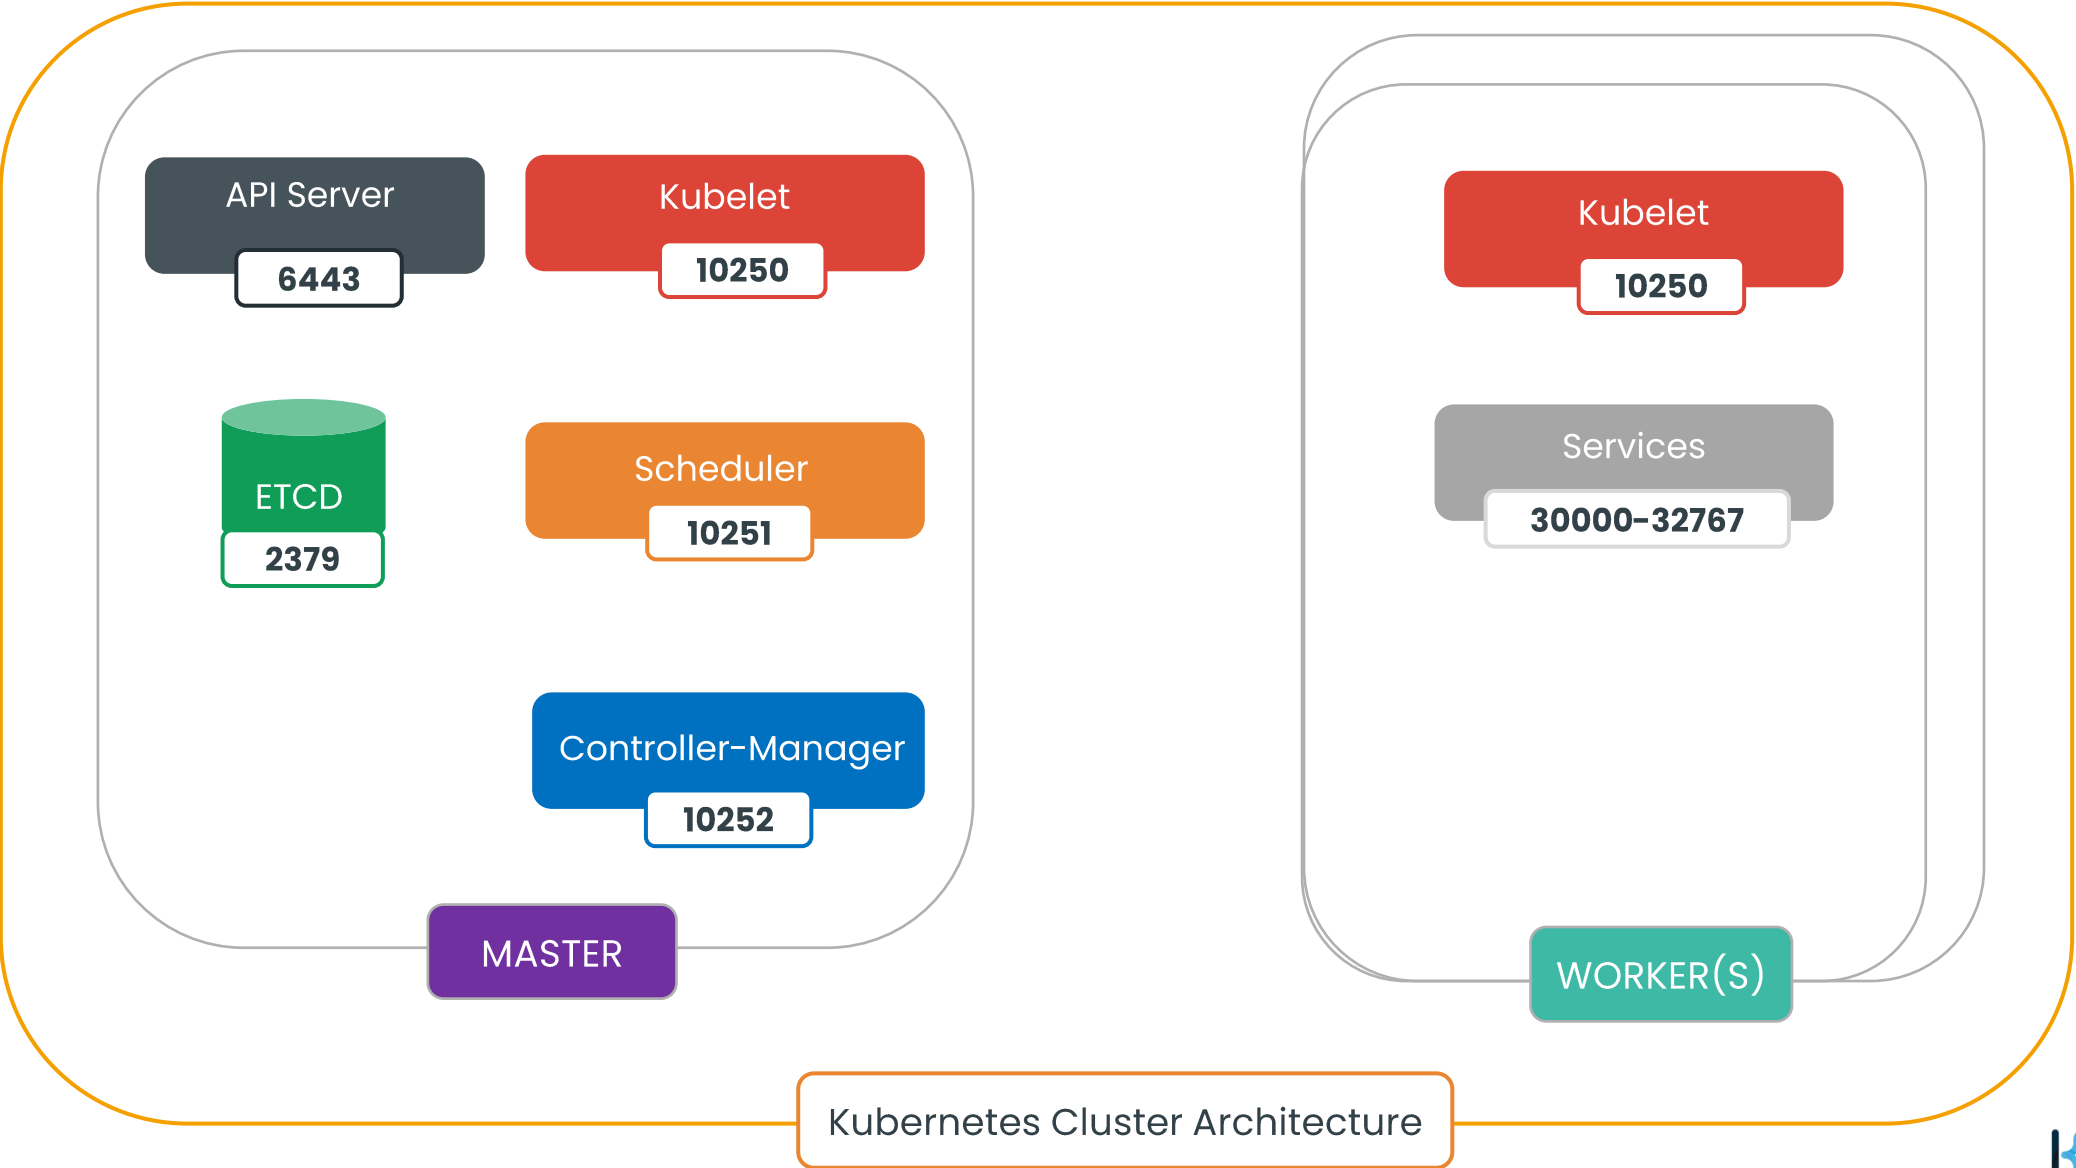 API Server
6443
Kubelet
10250
ETCD
2379
Scheduler
10251
Controller-Manager
10252
MASTER
Kubelet
10250
Services
30000-32767
WORKER(S)
Kubernetes Cluster Architecture